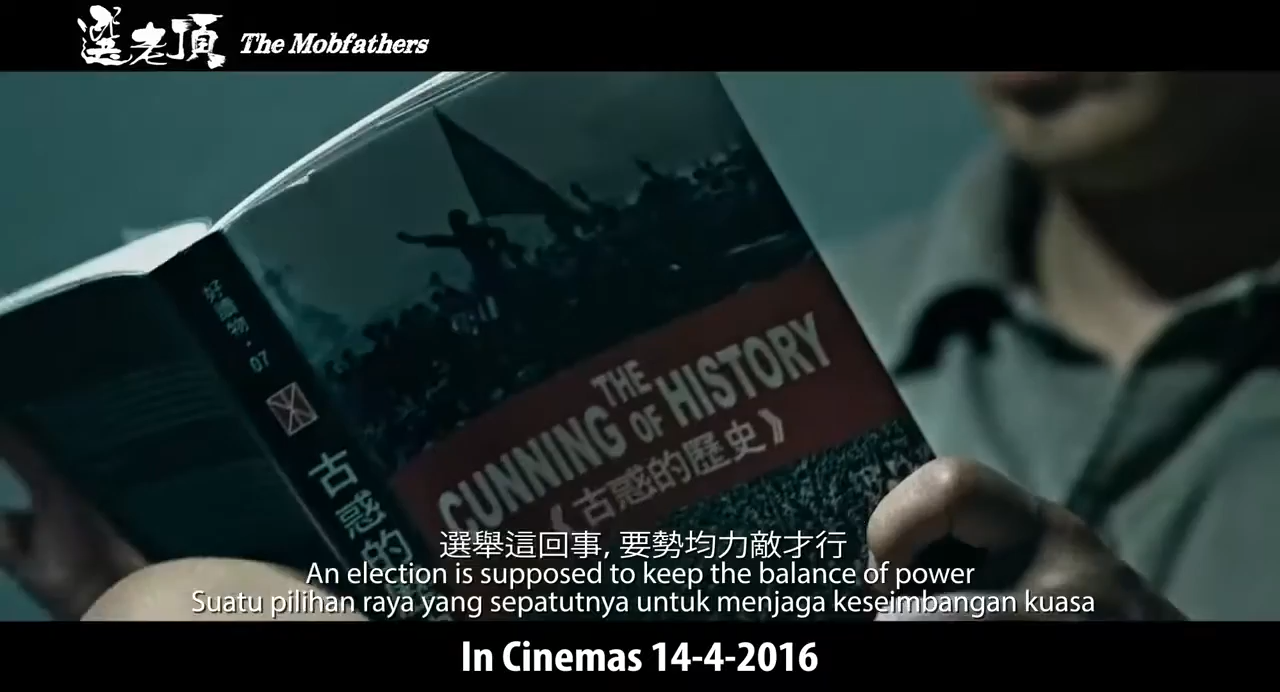 選老頂 The Mobfathers
好讀物·07
古惑的
THE
CUNNING OF HISTORY
《古惑的歷史》
選舉這回事, 要勢均力敵才行
An election is supposed to keep the balance of power
Suatu pilihan raya yang sepatutnya untuk menjaga keseimbangan kuasa
In Cinemas 14-4-2016